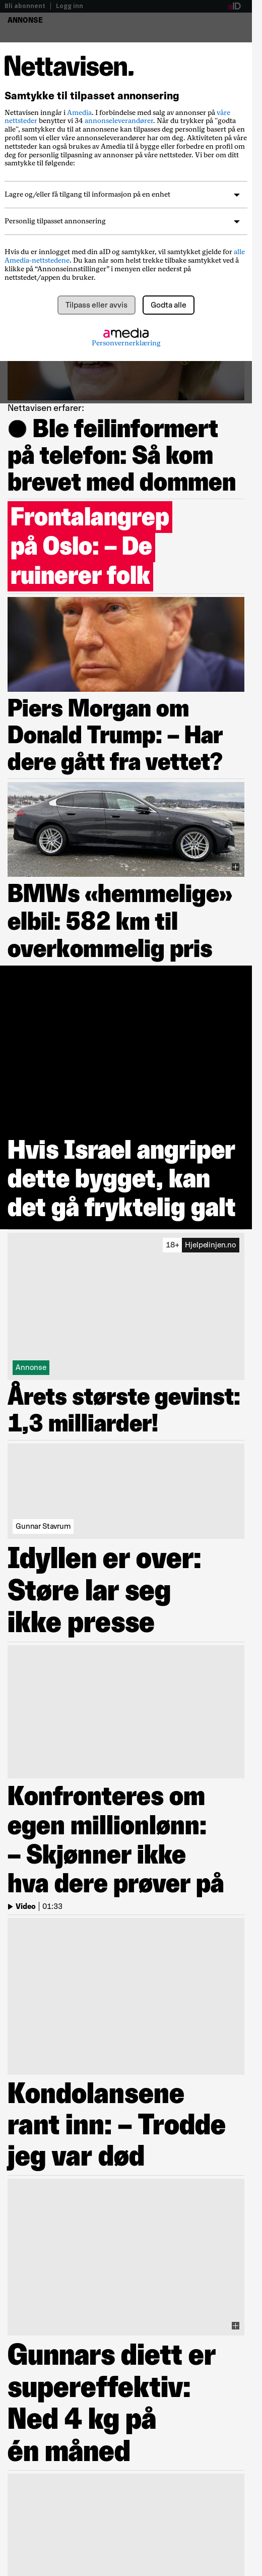 Bli abonnent | Logg inn
aID
ANNONSE
Nettavisen.
Samtykke til tilpasset annonsering
Nettavisen inngår i Amedia. I forbindelse med salg av annonser på våre
nettsteder benytter vi 34 annonseleverandører. Når du trykker på "godta
alle", samtykker du til at annonsene kan tilpasses deg personlig basert på en
profil som vi eller våre annonseleverandører har om deg. Aktiviteten på våre
nettsteder kan også brukes av Amedia til å bygge eller forbedre en profil om
deg for personlig tilpasning av annonser på våre nettsteder. Vi ber om ditt
samtykke til følgende:
Lagre og/eller få tilgang til informasjon på en enhet
Personlig tilpasset annonsering
Hvis du er innlogget med din aID og samtykker, vil samtykket gjelde for alle
Amedia-nettstedene. Du kan når som helst trekke tilbake samtykket ved å
klikke på “Annonseinnstillinger” i menyen eller nederst på
nettstedet/appen du bruker.
Tilpass eller avvis
Godta alle
amedia
Personvernerklæring
Nettavisen erfarer:
● Ble feilinformert
på telefon: Så kom
brevet med dommen
Frontalangrep
på Oslo: – De
ruinerer folk
Piers Morgan om
Donald Trump: – Har
dere gått fra vettet?
BMWs «hemmelige»
elbil: 582 km til
overkommelig pris
Hvis Israel angriper
dette bygget, kan
det gå fryktelig galt
18+ Hjelpelinjen.no
Annonse
Årets største gevinst:
1,3 milliarder!
Gunnar Stavrum
Idyllen er over:
Støre lar seg
ikke presse
Konfronteres om
egen millionlønn:
– Skjønner ikke
hva dere prøver på
Video | 01:33
Kondolansene
rant inn: – Trodde
jeg var død
Gunnars diett er
supereffektiv:
Ned 4 kg på
én måned